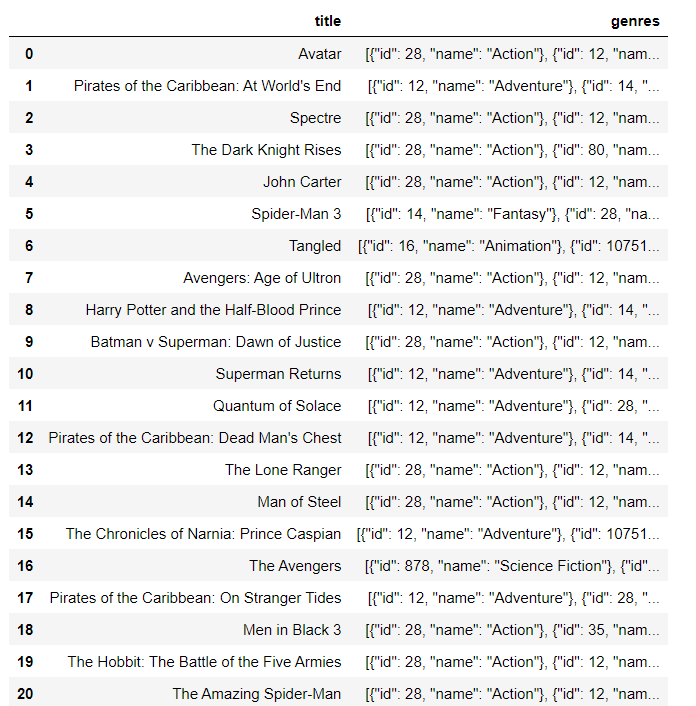 title genres
0 Avatar [{"id": 28, "name": "Action"}, {"id": 12, "nam...
1 Pirates of the Caribbean: At World's End [{"id": 12, "name": "Adventure"}, {"id": 14, "...
2 Spectre [{"id": 28, "name": "Action"}, {"id": 12, "nam...
3 The Dark Knight Rises [{"id": 28, "name": "Action"}, {"id": 80, "nam...
4 John Carter [{"id": 28, "name": "Action"}, {"id": 12, "nam...
5 Spider-Man 3 [{"id": 14, "name": "Fantasy"}, {"id": 28, "na...
6 Tangled [{"id": 16, "name": "Animation"}, {"id": 10751...
7 Avengers: Age of Ultron [{"id": 28, "name": "Action"}, {"id": 12, "nam...
8 Harry Potter and the Half-Blood Prince [{"id": 12, "name": "Adventure"}, {"id": 14, "...
9 Batman v Superman: Dawn of Justice [{"id": 28, "name": "Action"}, {"id": 12, "nam...
10 Superman Returns [{"id": 12, "name": "Adventure"}, {"id": 14, "...
11 Quantum of Solace [{"id": 12, "name": "Adventure"}, {"id": 28, "...
12 Pirates of the Caribbean: Dead Man's Chest [{"id": 12, "name": "Adventure"}, {"id": 14, "...
13 The Lone Ranger [{"id": 28, "name": "Action"}, {"id": 12, "nam...
14 Man of Steel [{"id": 28, "name": "Action"}, {"id": 12, "nam...
15 The Chronicles of Narnia: Prince Caspian [{"id": 12, "name": "Adventure"}, {"id": 10751...
16 The Avengers [{"id": 878, "name": "Science Fiction"}, {"id"...
17 Pirates of the Caribbean: On Stranger Tides [{"id": 12, "name": "Adventure"}, {"id": 28, "...
18 Men in Black 3 [{"id": 28, "name": "Action"}, {"id": 35, "nam...
19 The Hobbit: The Battle of the Five Armies [{"id": 28, "name": "Action"}, {"id": 12, "nam...
20 The Amazing Spider-Man [{"id": 28, "name": "Action"}, {"id": 12, "nam...